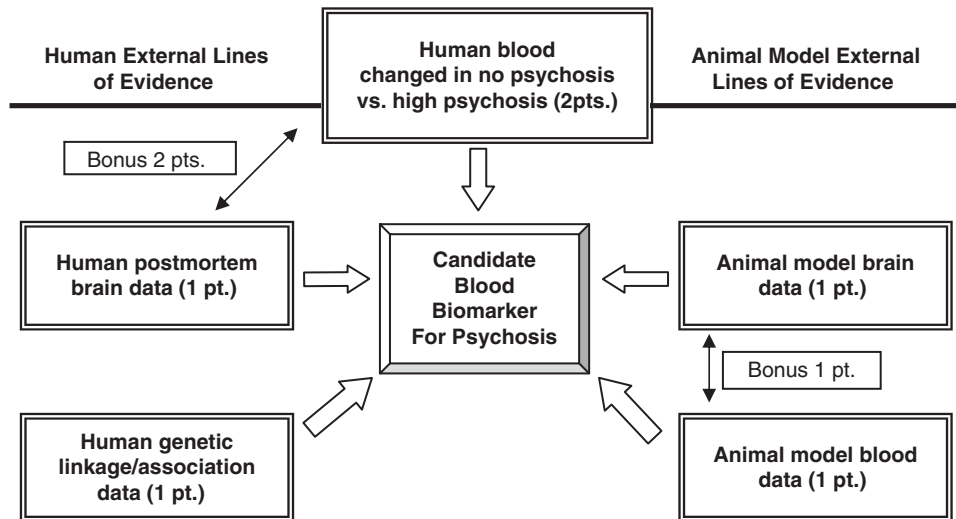 Human External Lines
of Evidence
Human blood
changed in no psychosis
vs. high psychosis (2pts.)
Animal Model External
Lines of Evidence
Bonus 2 pts.
Human postmortem
brain data (1 pt.)
Candidate
Blood
Biomarker
For Psychosis
Animal model brain
data (1 pt.)
Bonus 1 pt.
Human genetic
linkage/association
data (1 pt.)
Animal model blood
data (1 pt.)